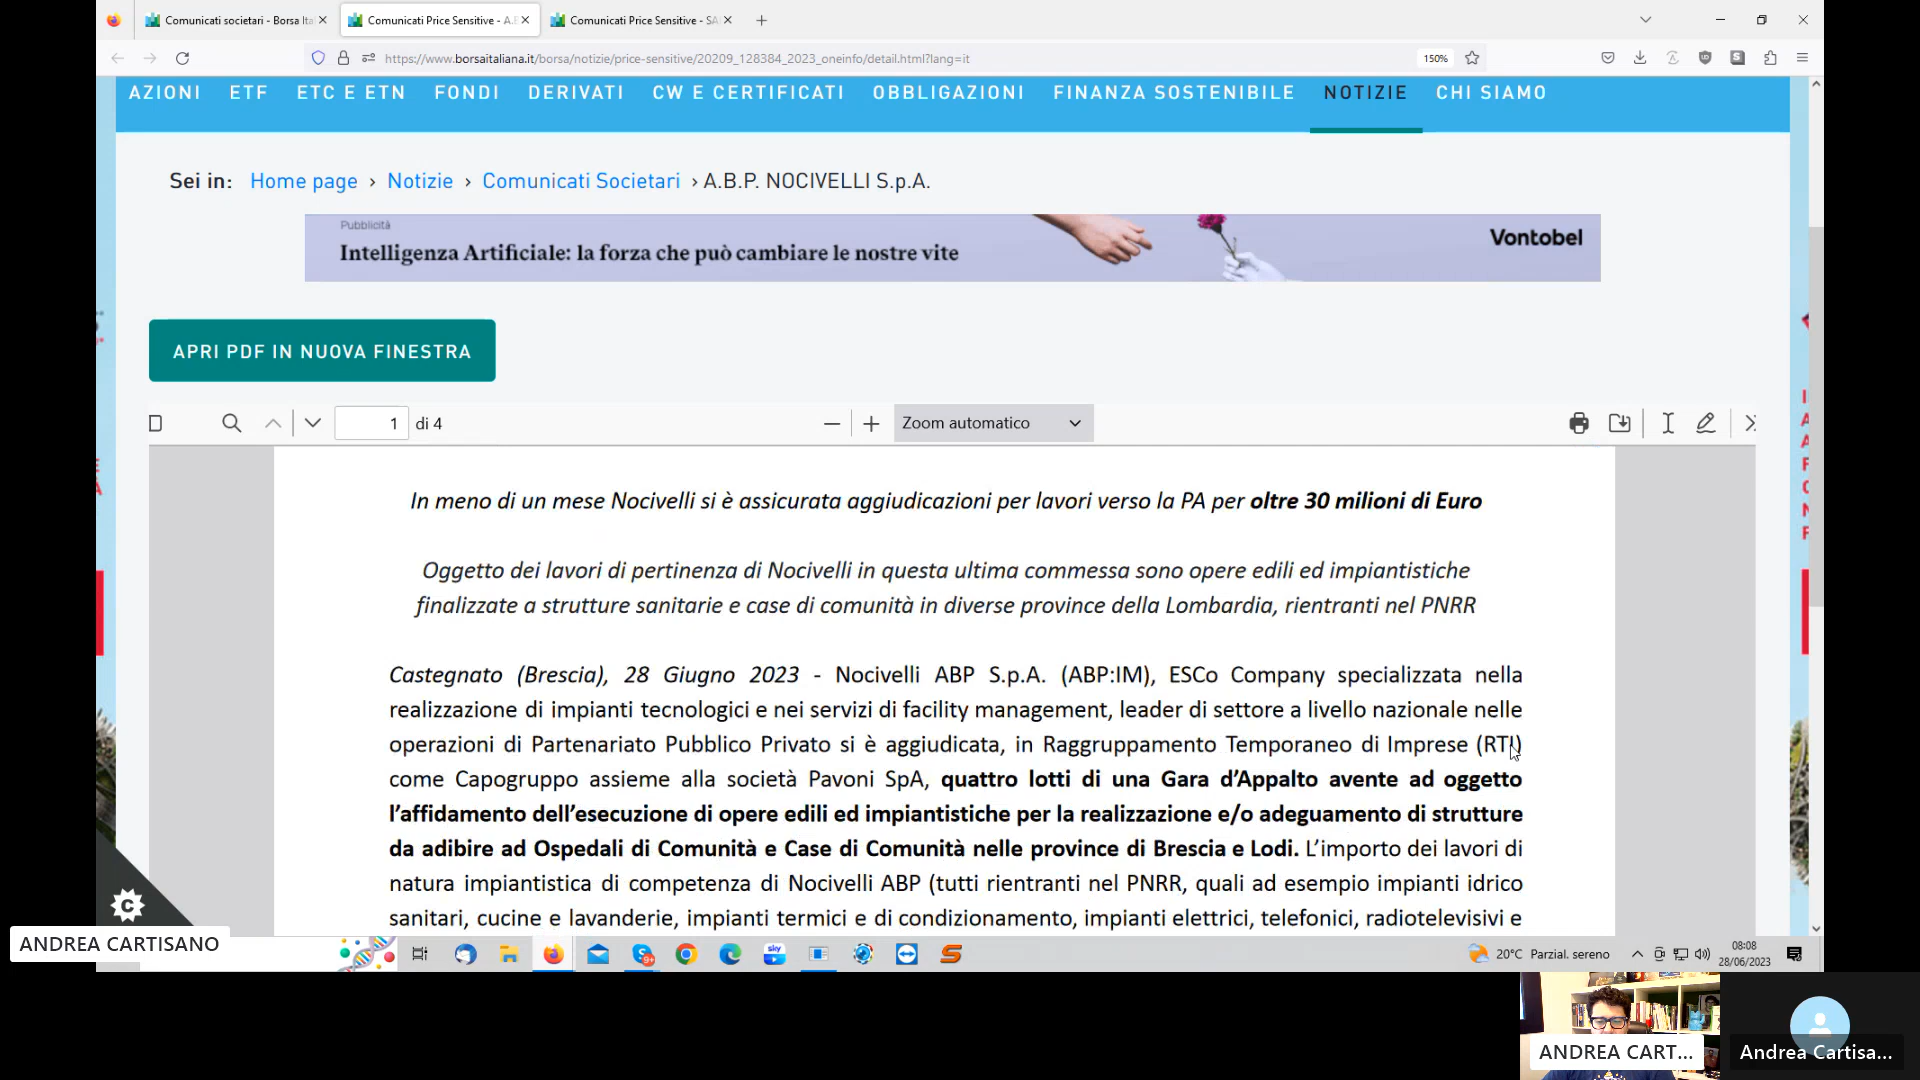 Comunicati societari - Borsa Ita
Comunicati Price Sensitive - A.
Comunicati Price Sensitive - SA
https://www.borsaitaliana.it/borsa/notizie/price-sensitive/20209_128384_2023_oneinfo/detail.html?lang=it
150%
AZIONI ETF ETC E ETN FONDI DERIVATI CW E CERTIFICATI OBBLIGAZIONI FINANZA SOSTENIBILE NOTIZIE CHI SIAMO
Sei in: Home page › Notizie › Comunicati Societari › A.B.P. NOCIVELLI S.p.A.
Pubblicità
Intelligenza Artificiale: la forza che può cambiare le nostre vite
Vontobel
APRI PDF IN NUOVA FINESTRA
1 di 4
Zoom automatico
In meno di un mese Nocivelli si è assicurata aggiudicazioni per lavori verso la PA per oltre 30 milioni di Euro
Oggetto dei lavori di pertinenza di Nocivelli in questa ultima commessa sono opere edili ed impiantistiche
finalizzate a strutture sanitarie e case di comunità in diverse province della Lombardia, rientranti nel PNRR
Castegnato (Brescia), 28 Giugno 2023 - Nocivelli ABP S.p.A. (ABP:IM), ESCo Company specializzata nella
realizzazione di impianti tecnologici e nei servizi di facility management, leader di settore a livello nazionale nelle
operazioni di Partenariato Pubblico Privato si è aggiudicata, in Raggruppamento Temporaneo di Imprese (RTI)
come Capogruppo assieme alla società Pavoni SpA, quattro lotti di una Gara d’Appalto avente ad oggetto
l’affidamento dell’esecuzione di opere edili ed impiantistiche per la realizzazione e/o adeguamento di strutture
da adibire ad Ospedali di Comunità e Case di Comunità nelle province di Brescia e Lodi. L’importo dei lavori di
natura impiantistica di competenza di Nocivelli ABP (tutti rientranti nel PNRR, quali ad esempio impianti idrico
sanitari, cucine e lavanderie, impianti termici e di condizionamento, impianti elettrici, telefonici, radiotelevisivi e
ANDREA CARTISANO
sky
9+
20°C Parzial. sereno
08:08
28/06/2023
ANDREA CART...
Andrea Cartisa...